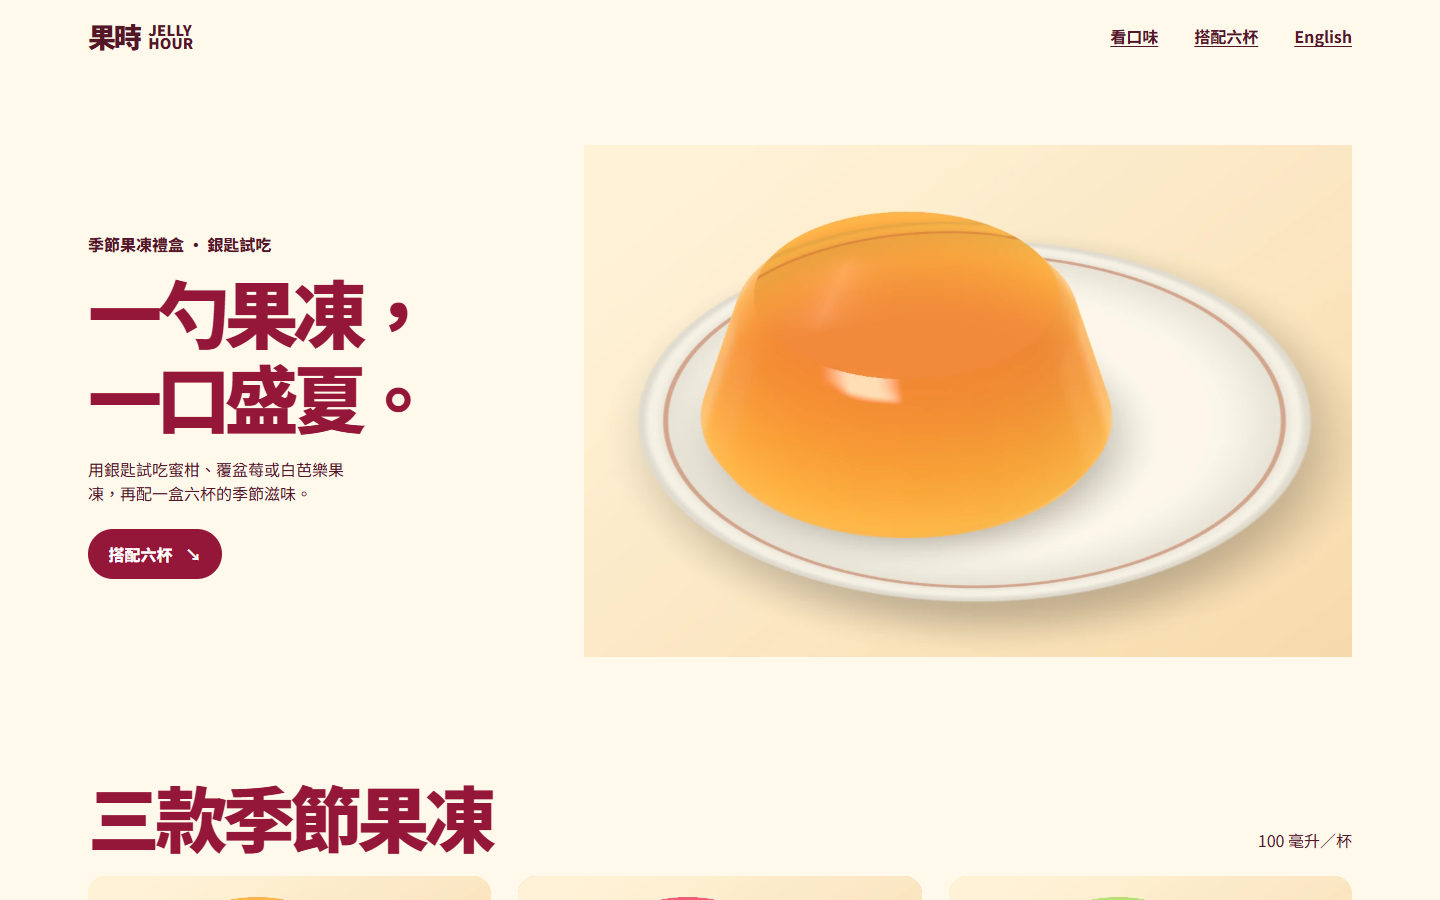 果時 JELLY HOUR
看口味 搭配六杯 English
季節果凍禮盒 · 銀匙試吃
一勺果凍，
一口盛夏。
用銀匙試吃蜜柑、覆盆莓或白芭樂果
凍，再配一盒六杯的季節滋味。
搭配六杯 ↘
三款季節果凍
100 毫升／杯